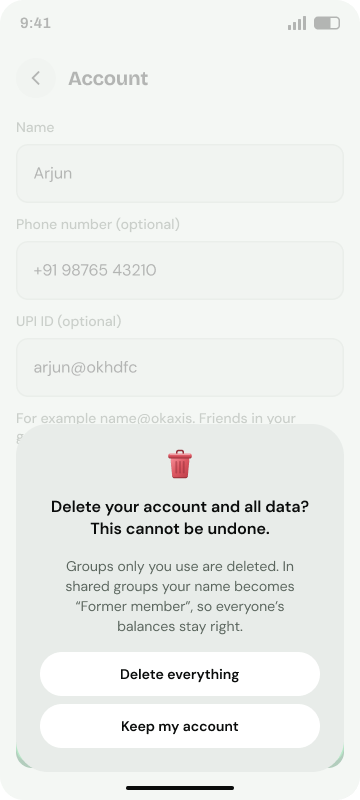 9:41
Account
Name
Arjun
Phone number (optional)
+91 98765 43210
UPI ID (optional)
arjun@okhdfc
For example name@okaxis. Friends in your
Delete your account and all data?
This cannot be undone.
Groups only you use are deleted. In
shared groups your name becomes
“Former member”, so everyone’s
balances stay right.
Delete everything
Keep my account